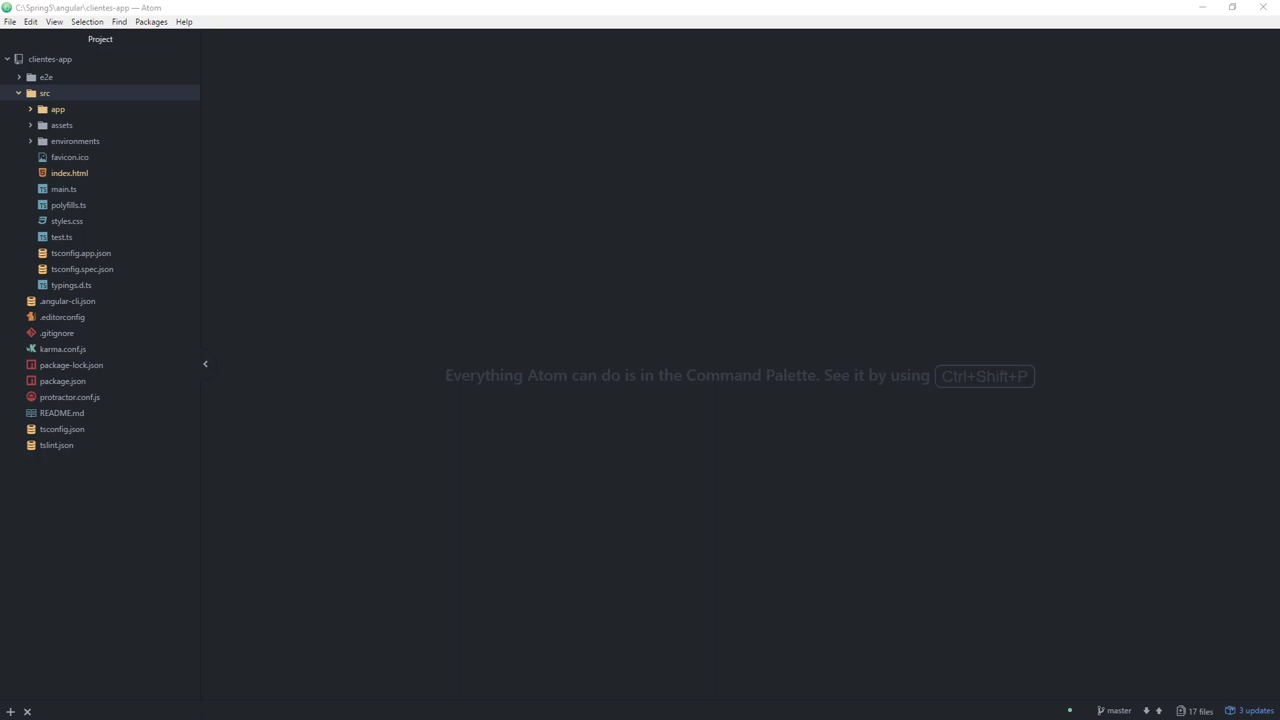 C:\Spring5\angular\clientes-app — Atom
File Edit View Selection Find Packages Help
Project
clientes-app
e2e
src
app
assets
environments
favicon.ico
index.html
main.ts
polyfills.ts
styles.css
test.ts
tsconfig.app.json
tsconfig.spec.json
typings.d.ts
.angular-cli.json
.editorconfig
.gitignore
karma.conf.js
package-lock.json
Everything Atom can do is in the Command Palette. See it by using Ctrl+Shift+P
package.json
protractor.conf.js
README.md
tsconfig.json
tslint.json
master 17 files 3 updates